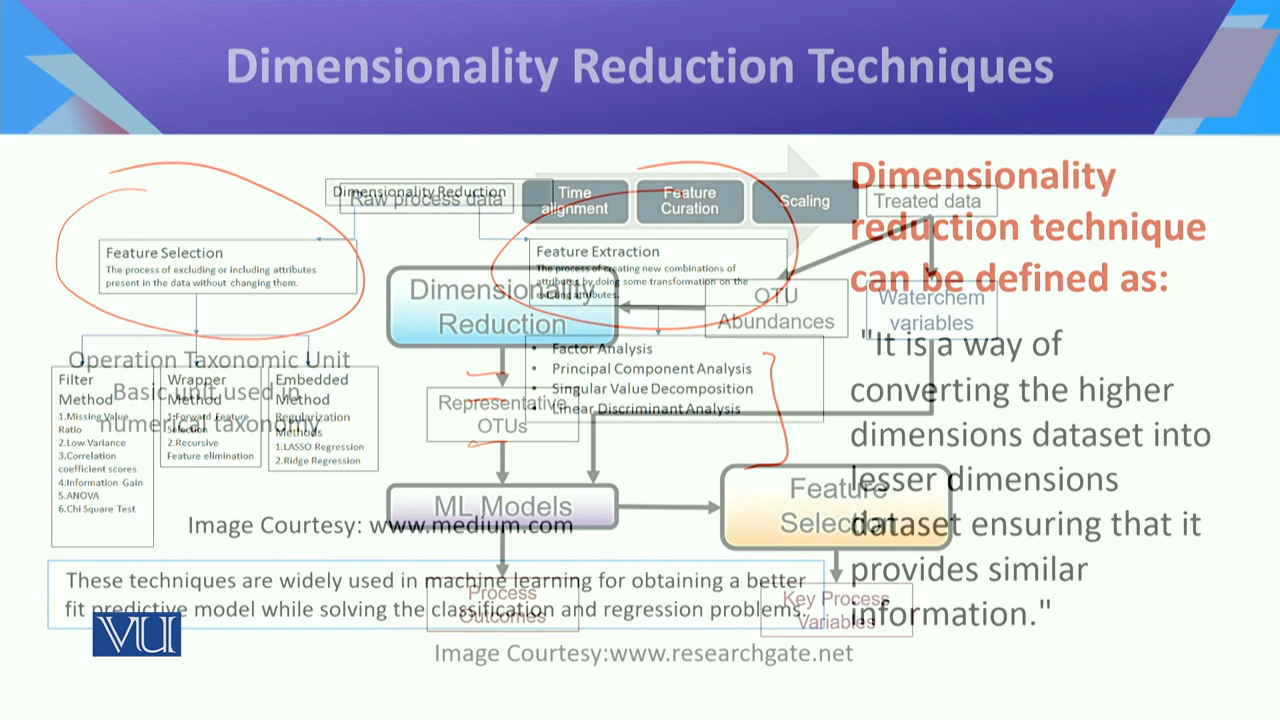 Dimensionality Reduction Techniques
Dimensionality Reduction
Raw process data
Time
alignment
Feature
Curation
Scaling
Treated data
Dimensionality
reduction technique
can be defined as:
"It is a way of
converting the higher
dimensions dataset into
lesser dimensions
dataset ensuring that it
provides similar
information."
Feature Selection
The process of excluding or including attributes
present in the data without changing them.
Feature Extraction
The process of creating new combinations of
attributes by doing some transformation on the
existing attributes.
Dimensionality
Reduction
OTU
Abundances
Waterchem
variables
Operation Taxonomic Unit
Basic unit used in
numerical taxonomy
Filter
Method
1.Missing Value
Ratio
2.Low Variance
3.Correlation
coefficient scores
4.Information Gain
5.ANOVA
6.Chi Square Test
Wrapper
Method
1.Forward Feature
Selection
2.Recursive
Feature elimination
Embedded
Method
Regularization
Methods
1.LASSO Regression
2.Ridge Regression
• Factor Analysis
• Principal Component Analysis
• Singular Value Decomposition
• Linear Discriminant Analysis
Representative
OTUs
ML Models
Feature
Selection
Image Courtesy: www.medium.com
These techniques are widely used in machine learning for obtaining a better
fit predictive model while solving the classification and regression problems.
Process
Outcomes
Key Process
Variables
VU
Image Courtesy:www.researchgate.net